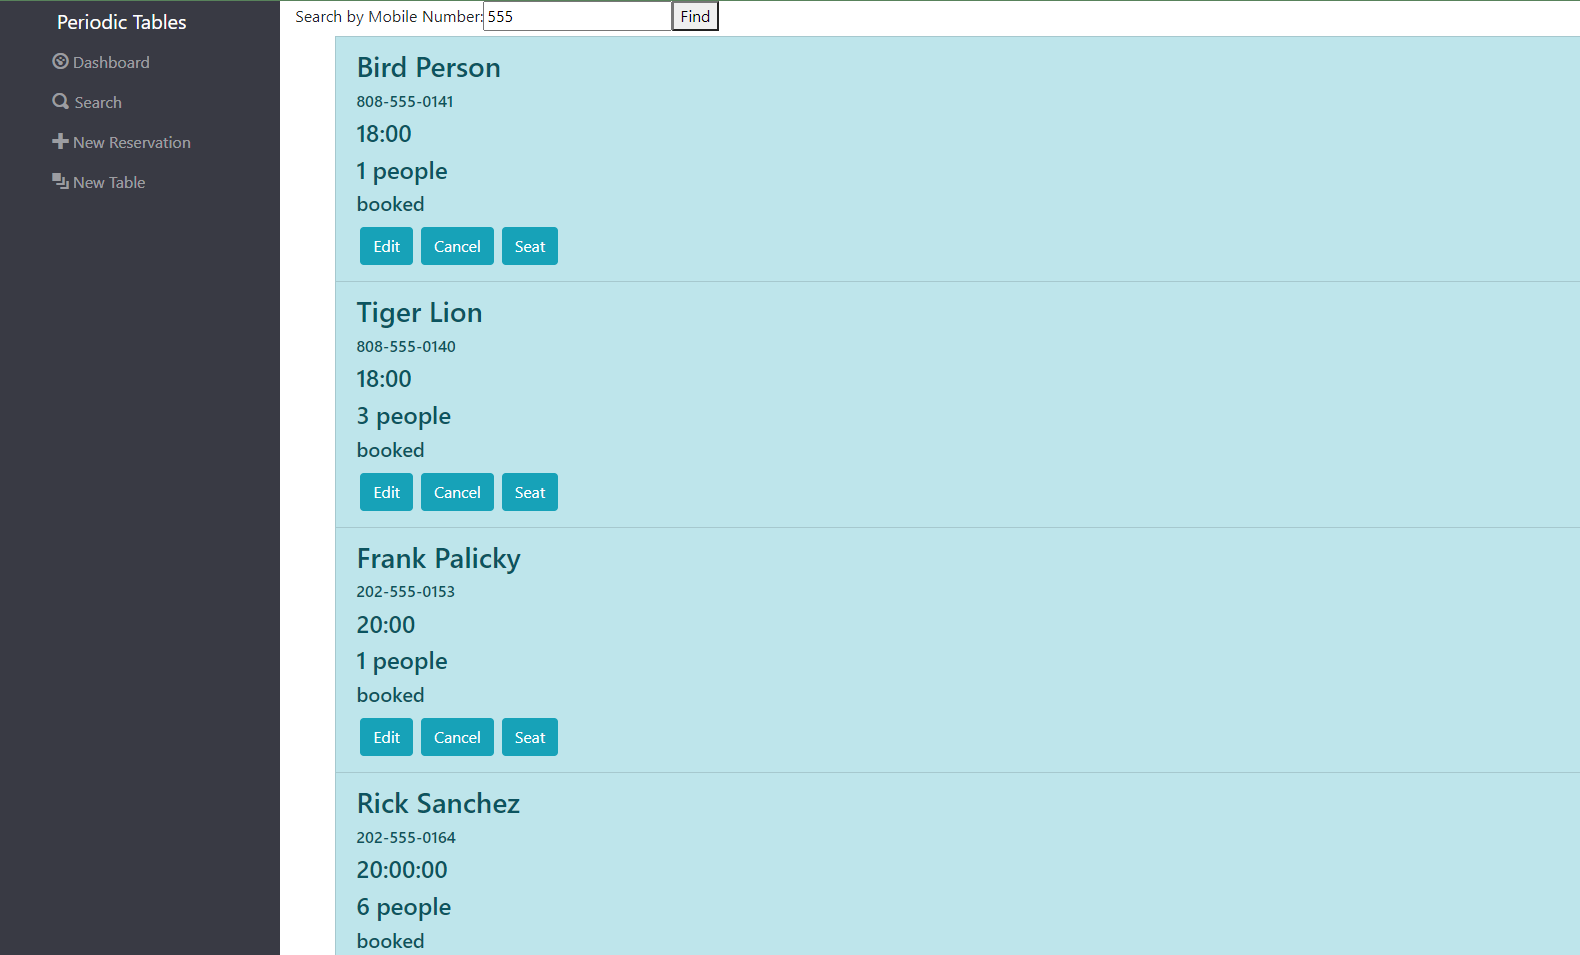 Periodic Tables
Dashboard
Search
New Reservation
New Table
Search by Mobile Number: 555 Find
Bird Person
808-555-0141
18:00
1 people
booked
Edit Cancel Seat
Tiger Lion
808-555-0140
18:00
3 people
booked
Edit Cancel Seat
Frank Palicky
202-555-0153
20:00
1 people
booked
Edit Cancel Seat
Rick Sanchez
202-555-0164
20:00:00
6 people
booked